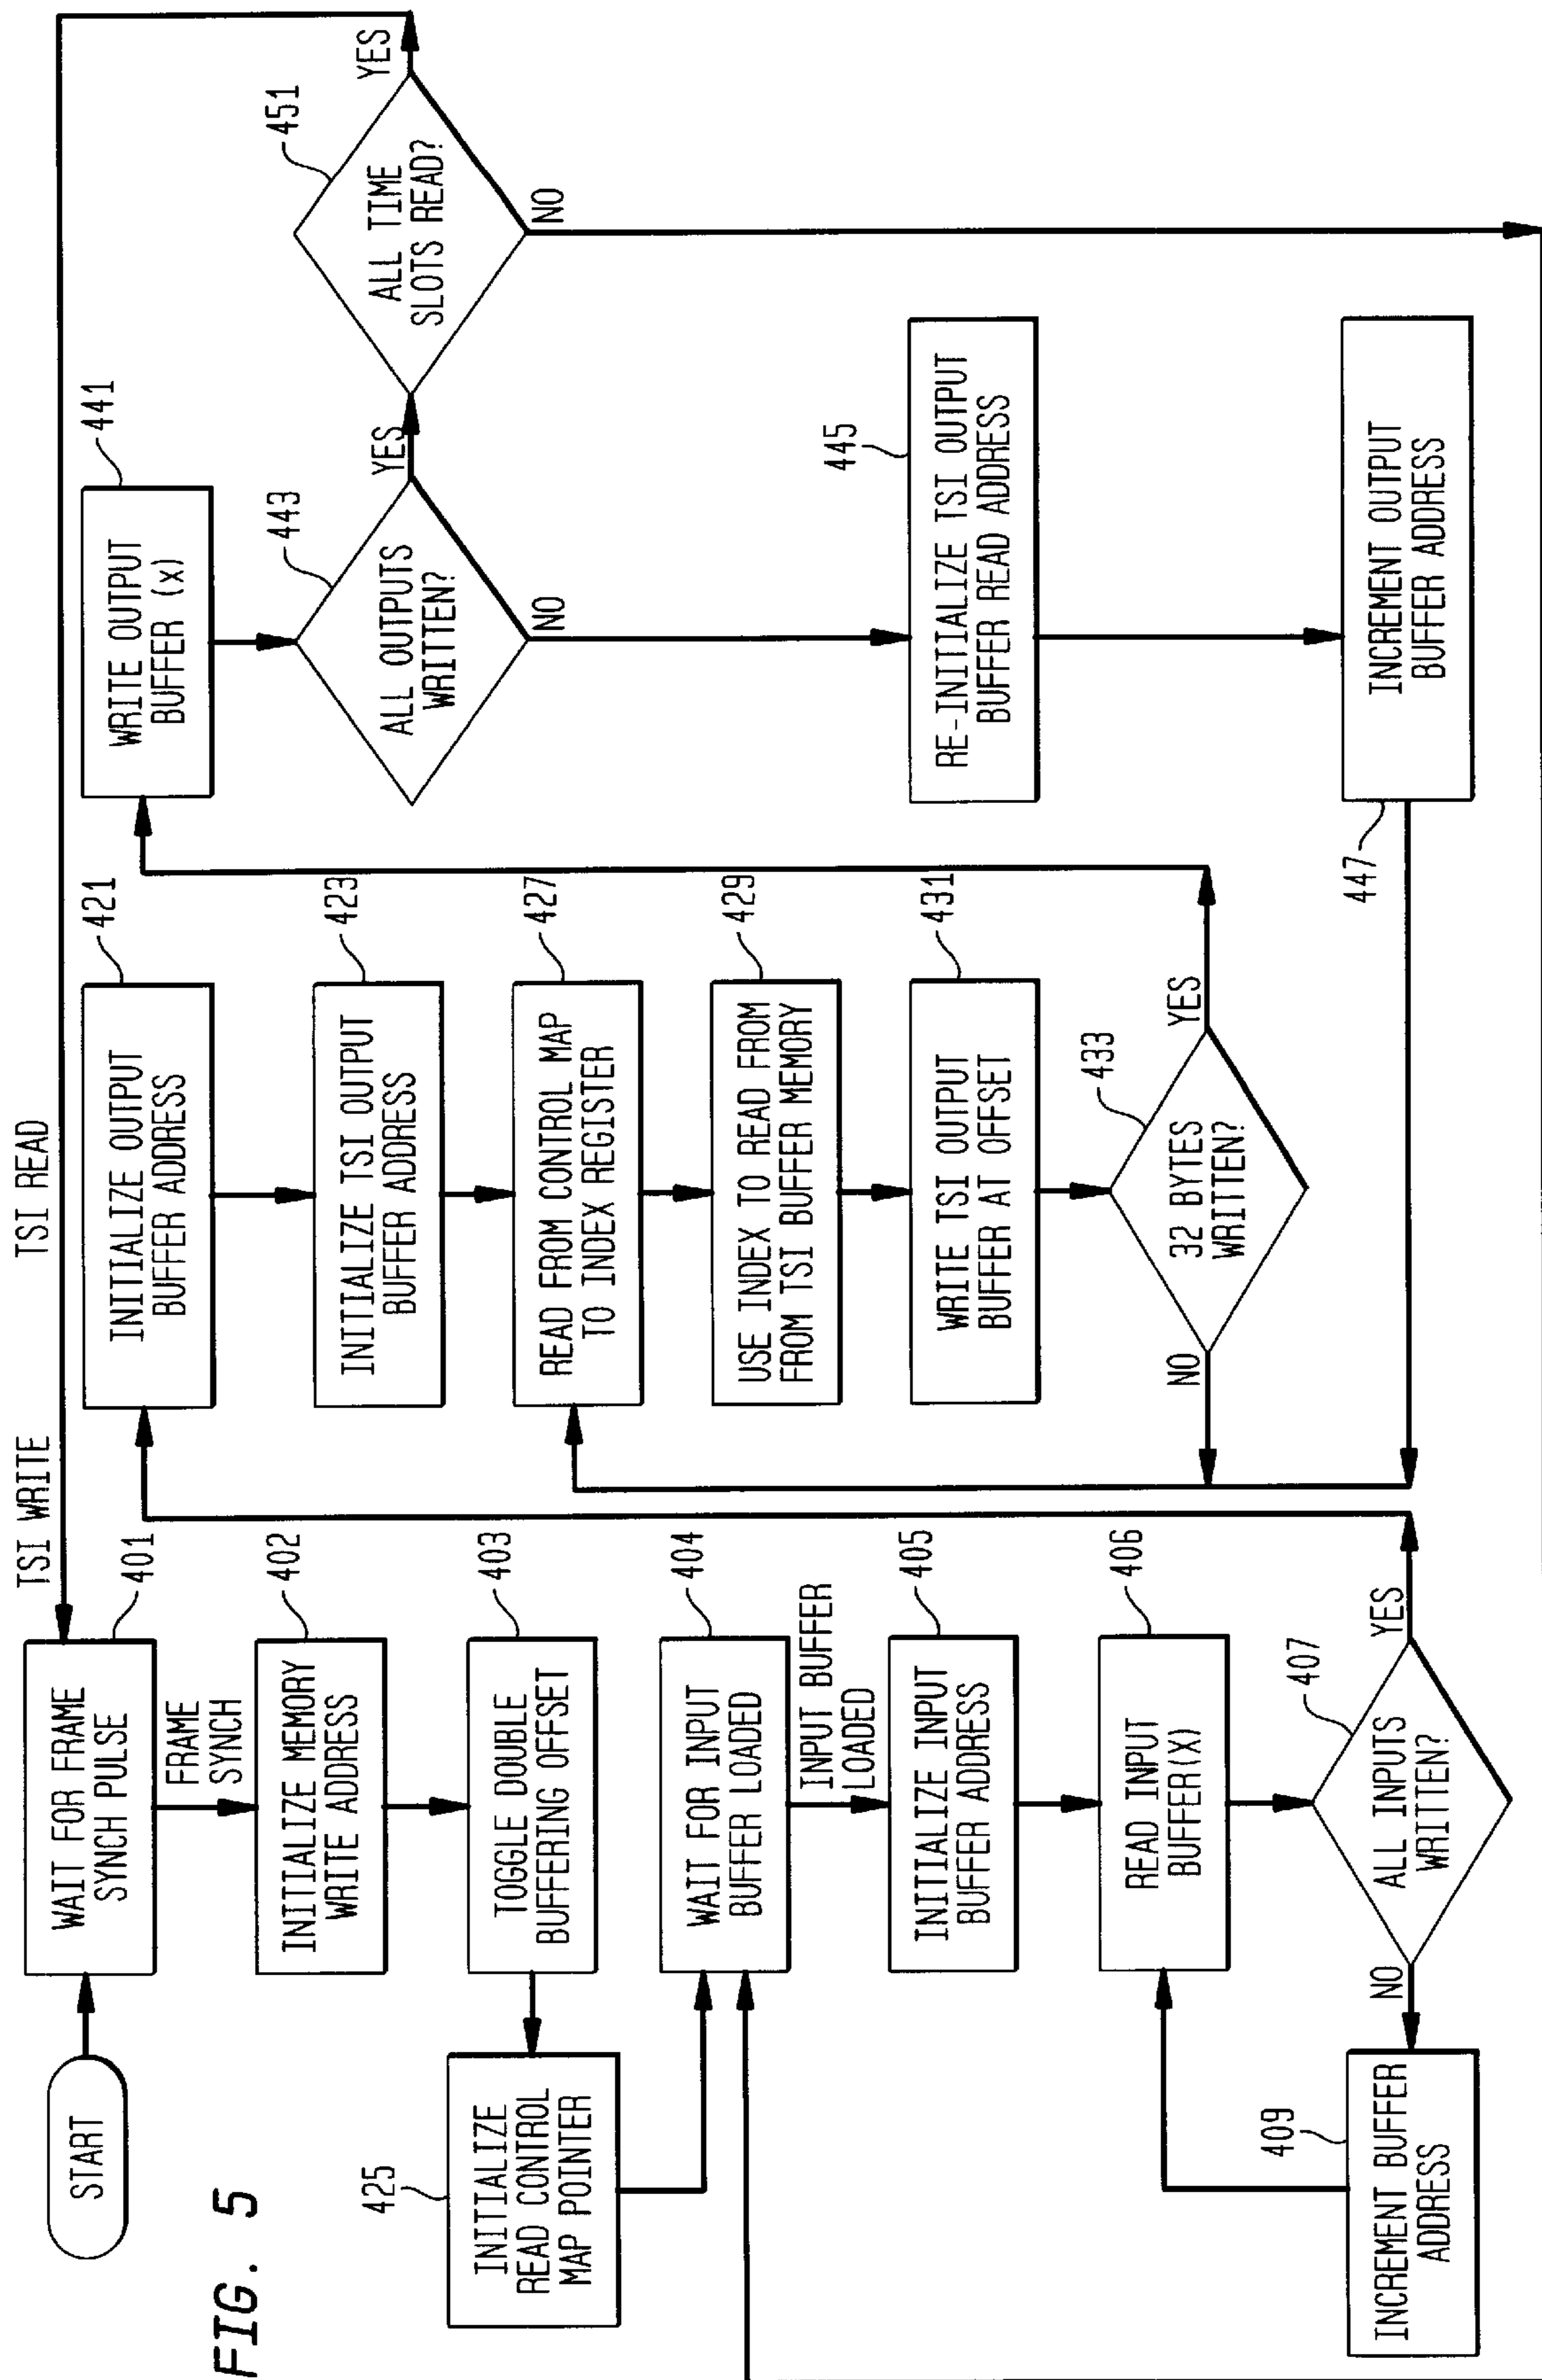 FIG. 5
TSI WRITE
TSI READ
START
WAIT FOR FRAME
SYNCH PULSE
401
FRAME
SYNCH
INITIALIZE MEMORY
WRITE ADDRESS
402
TOGGLE DOUBLE
BUFFERING OFFSET
403
INITIALIZE
READ CONTROL
MAP POINTER
425
WAIT FOR INPUT
BUFFER LOADED
404
INPUT BUFFER
LOADED
INITIALIZE INPUT
BUFFER ADDRESS
405
READ INPUT
BUFFER(X)
406
ALL INPUTS
WRITTEN?
407
NO
YES
INCREMENT BUFFER
ADDRESS
409
INITIALIZE OUTPUT
BUFFER ADDRESS
421
INITIALIZE TSI OUTPUT
BUFFER ADDRESS
423
READ FROM CONTROL MAP
TO INDEX REGISTER
427
USE INDEX TO READ FROM
FROM TSI BUFFER MEMORY
429
WRITE TSI OUTPUT
BUFFER AT OFFSET
431
32 BYTES
WRITTEN?
433
NO
YES
WRITE OUTPUT
BUFFER (x)
441
ALL OUTPUTS
WRITTEN?
443
YES
NO
RE-INITIALIZE TSI OUTPUT
BUFFER READ ADDRESS
445
INCREMENT OUTPUT
BUFFER ADDRESS
447
ALL TIME
SLOTS READ?
451
YES
NO